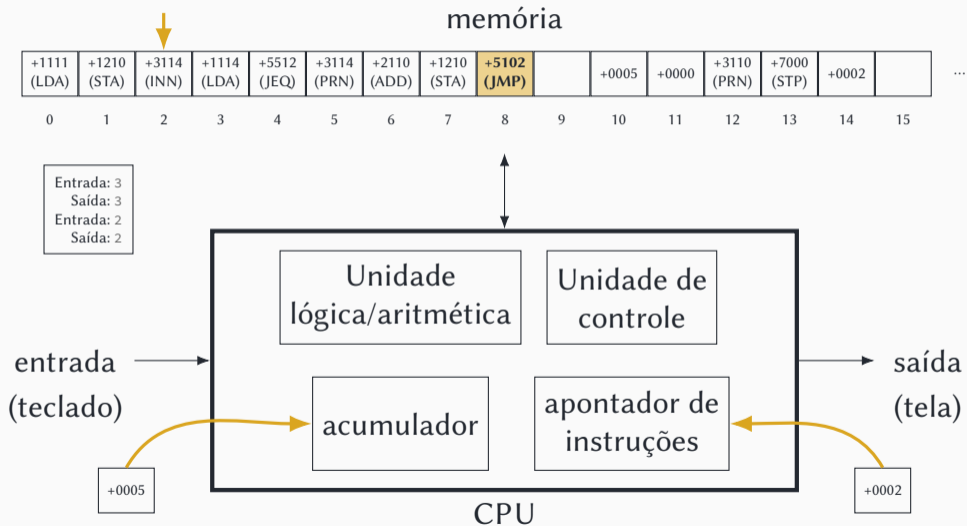 memória
+1111 +1210 +3114 +1114 +5512 +3114 +2110 +1210 +5102 +0005 +0000 +3110 +7000 +0002 ...
(LDA) (STA) (INN) (LDA) (JEQ) (PRN) (ADD) (STA) (JMP) (PRN) (STP)
0 1 2 3 4 5 6 7 8 9 10 11 12 13 14 15
Entrada: 3
Saída: 3
Entrada: 2
Saída: 2
Unidade
lógica/aritmética
Unidade de
controle
entrada
(teclado)
saída
(tela)
acumulador
apontador de
instruções
+0005
+0002
CPU